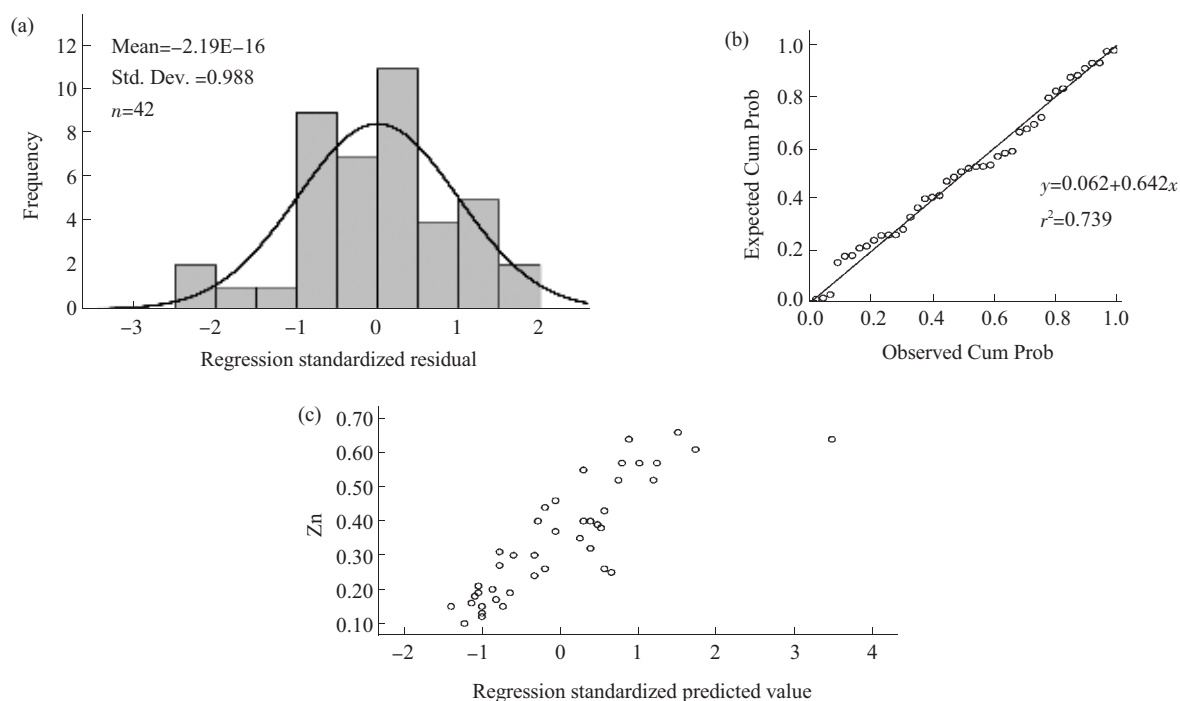 (a)
Mean=−2.19E−16
Std. Dev. =0.988
n=42
Frequency
12
10
8
6
4
2
0
−3 −2 −1 0 1 2
Regression standardized residual
(b)
Expected Cum Prob
1.0
0.8
0.6
0.4
0.2
0.0
y=0.062+0.642x
r²=0.739
0.0 0.2 0.4 0.6 0.8 1.0
Observed Cum Prob
(c)
Zn
0.70
0.60
0.50
0.40
0.30
0.20
0.10
−2 −1 0 1 2 3 4
Regression standardized predicted value